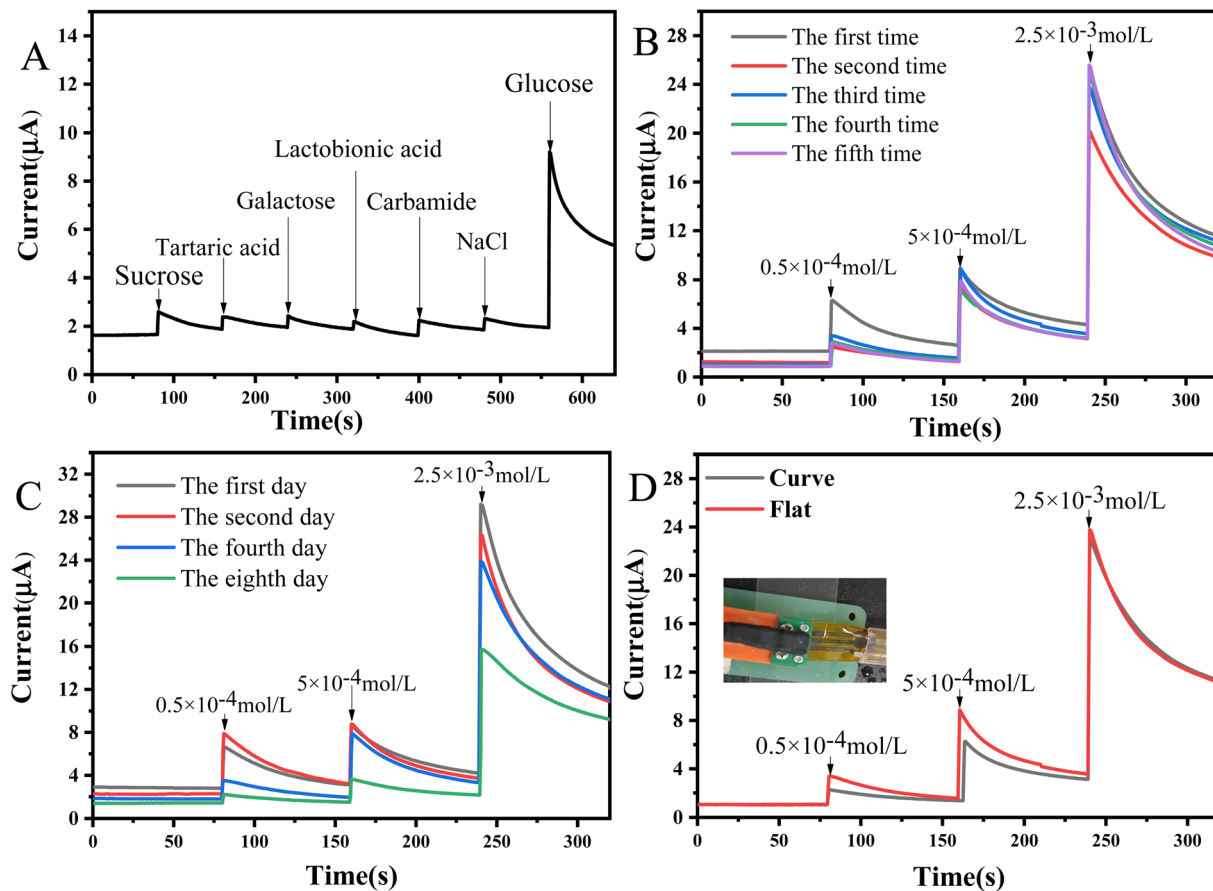 A
14
12
10
8
6
4
2
0
Current(μA)
Sucrose
Tartaric acid
Galactose
Lactobionic acid
Carbamide
NaCl
Glucose
0
100
200
300
400
500
600
Time(s)
B
28
24
20
16
12
8
4
0
Current(μA)
The first time
The second time
The third time
The fourth time
The fifth time
0.5×10-4mol/L
5×10-4mol/L
2.5×10-3mol/L
0
50
100
150
200
250
300
Time(s)
C
32
28
24
20
16
12
8
4
0
Current(μA)
The first day
The second day
The fourth day
The eighth day
0.5×10-4mol/L
5×10-4mol/L
2.5×10-3mol/L
0
50
100
150
200
250
300
Time(s)
D
28
24
20
16
12
8
4
0
Current(μA)
Curve
Flat
0.5×10-4mol/L
5×10-4mol/L
2.5×10-3mol/L
0
50
100
150
200
250
300
Time(s)